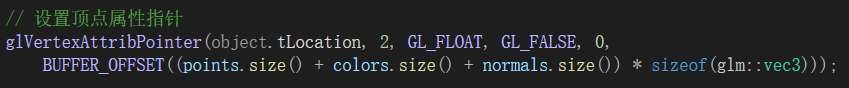 // 设置顶点属性指针
glVertexAttribPointer(object.tLocation, 2, GL_FLOAT, GL_FALSE, 0,
    BUFFER_OFFSET((points.size() + colors.size() + normals.size()) * sizeof(glm::vec3)));